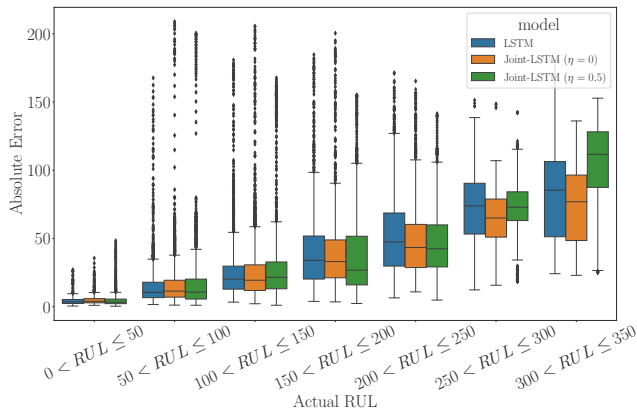 model
LSTM
Joint-LSTM (η = 0)
Joint-LSTM (η = 0.5)
Absolute Error
200
150
100
50
0
0 < RUL ≤ 50
50 < RUL ≤ 100
100 < RUL ≤ 150
150 < RUL ≤ 200
200 < RUL ≤ 250
250 < RUL ≤ 300
300 < RUL ≤ 350
Actual RUL